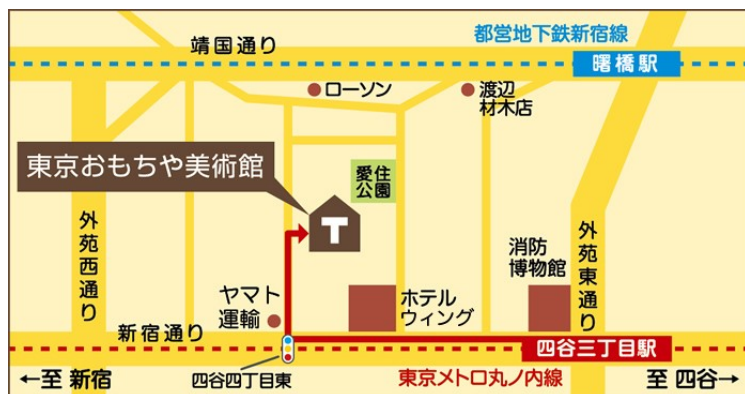 靖国通り
都営地下鉄新宿線
曙橋駅
ローソン
渡辺
材木店
東京おもちゃ美術館
愛住
公園
T
外苑西通り
外苑東通り
消防
博物館
ヤマト
運輸
ホテル
ウィング
新宿通り
四谷三丁目駅
←至 新宿
四谷四丁目東
東京メトロ丸ノ内線
至 四谷→